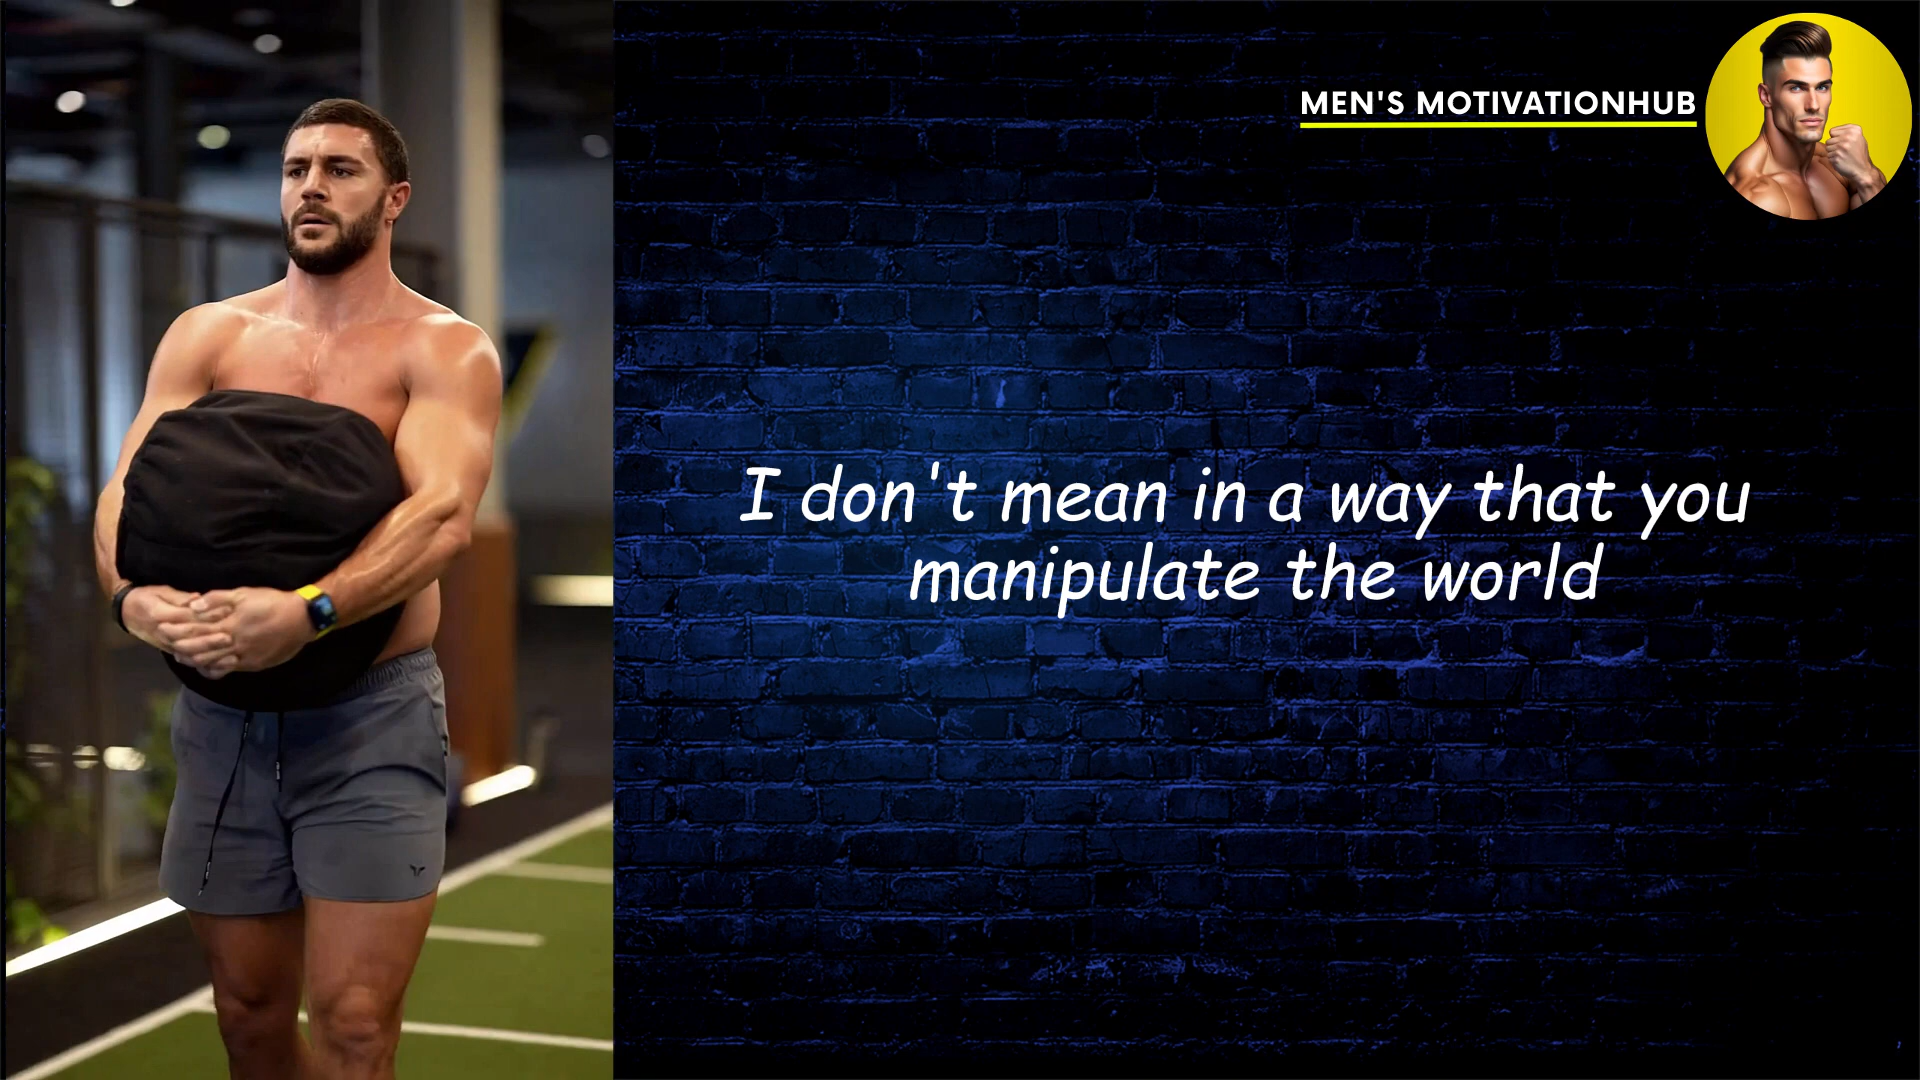 MEN'S MOTIVATIONHUB
I don't mean in a way that you
manipulate the world